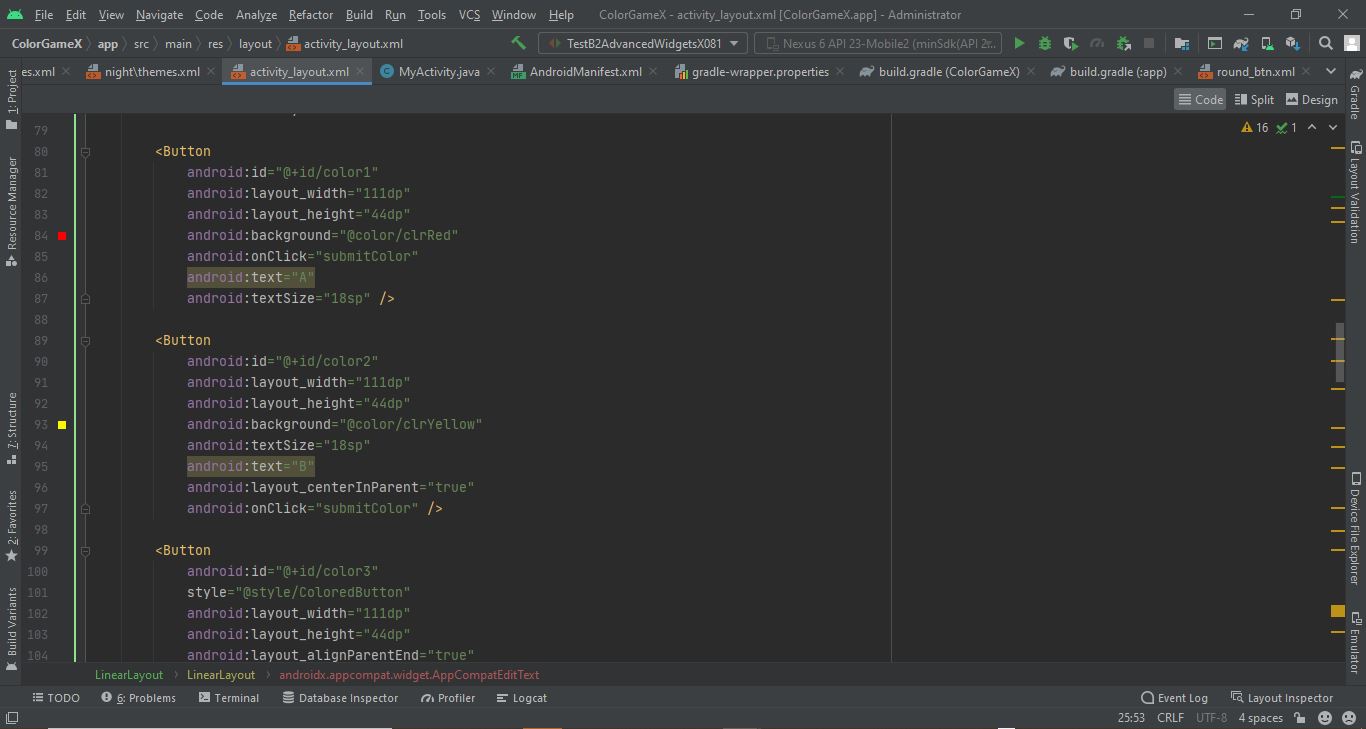 File Edit View Navigate Code Analyze Refactor Build Run Tools VCS Window Help ColorGameX - activity_layout.xml [ColorGameX.app] - Administrator
ColorGameX app src main res layout activity_layout.xml TestB2AdvancedWidgetsX081 Nexus 6 API 23-Mobile2 (minSdk(API 2r..
es.xml night\themes.xml activity_layout.xml MyActivity.java AndroidManifest.xml gradle-wrapper.properties build.gradle (ColorGameX) build.gradle (:app) round_btn.xml
Code Split Design
16 1
79
80 <Button
81 android:id="@+id/color1"
82 android:layout_width="111dp"
83 android:layout_height="44dp"
84 android:background="@color/clrRed"
85 android:onClick="submitColor"
86 android:text="A"
87 android:textSize="18sp" />
88
89 <Button
90 android:id="@+id/color2"
91 android:layout_width="111dp"
92 android:layout_height="44dp"
93 android:background="@color/clrYellow"
94 android:textSize="18sp"
95 android:text="B"
96 android:layout_centerInParent="true"
97 android:onClick="submitColor" />
98
99 <Button
100 android:id="@+id/color3"
101 style="@style/ColoredButton"
102 android:layout_width="111dp"
103 android:layout_height="44dp"
104 android:layout_alignParentEnd="true"
1: Project
Resource Manager
7: Structure
2: Favorites
Build Variants
Gradle
Layout Validation
Device File Explorer
Emulator
LinearLayout LinearLayout androidx.appcompat.widget.AppCompatEditText
TODO 6: Problems Terminal Database Inspector Profiler Logcat Event Log Layout Inspector
25:53 CRLF UTF-8 4 spaces